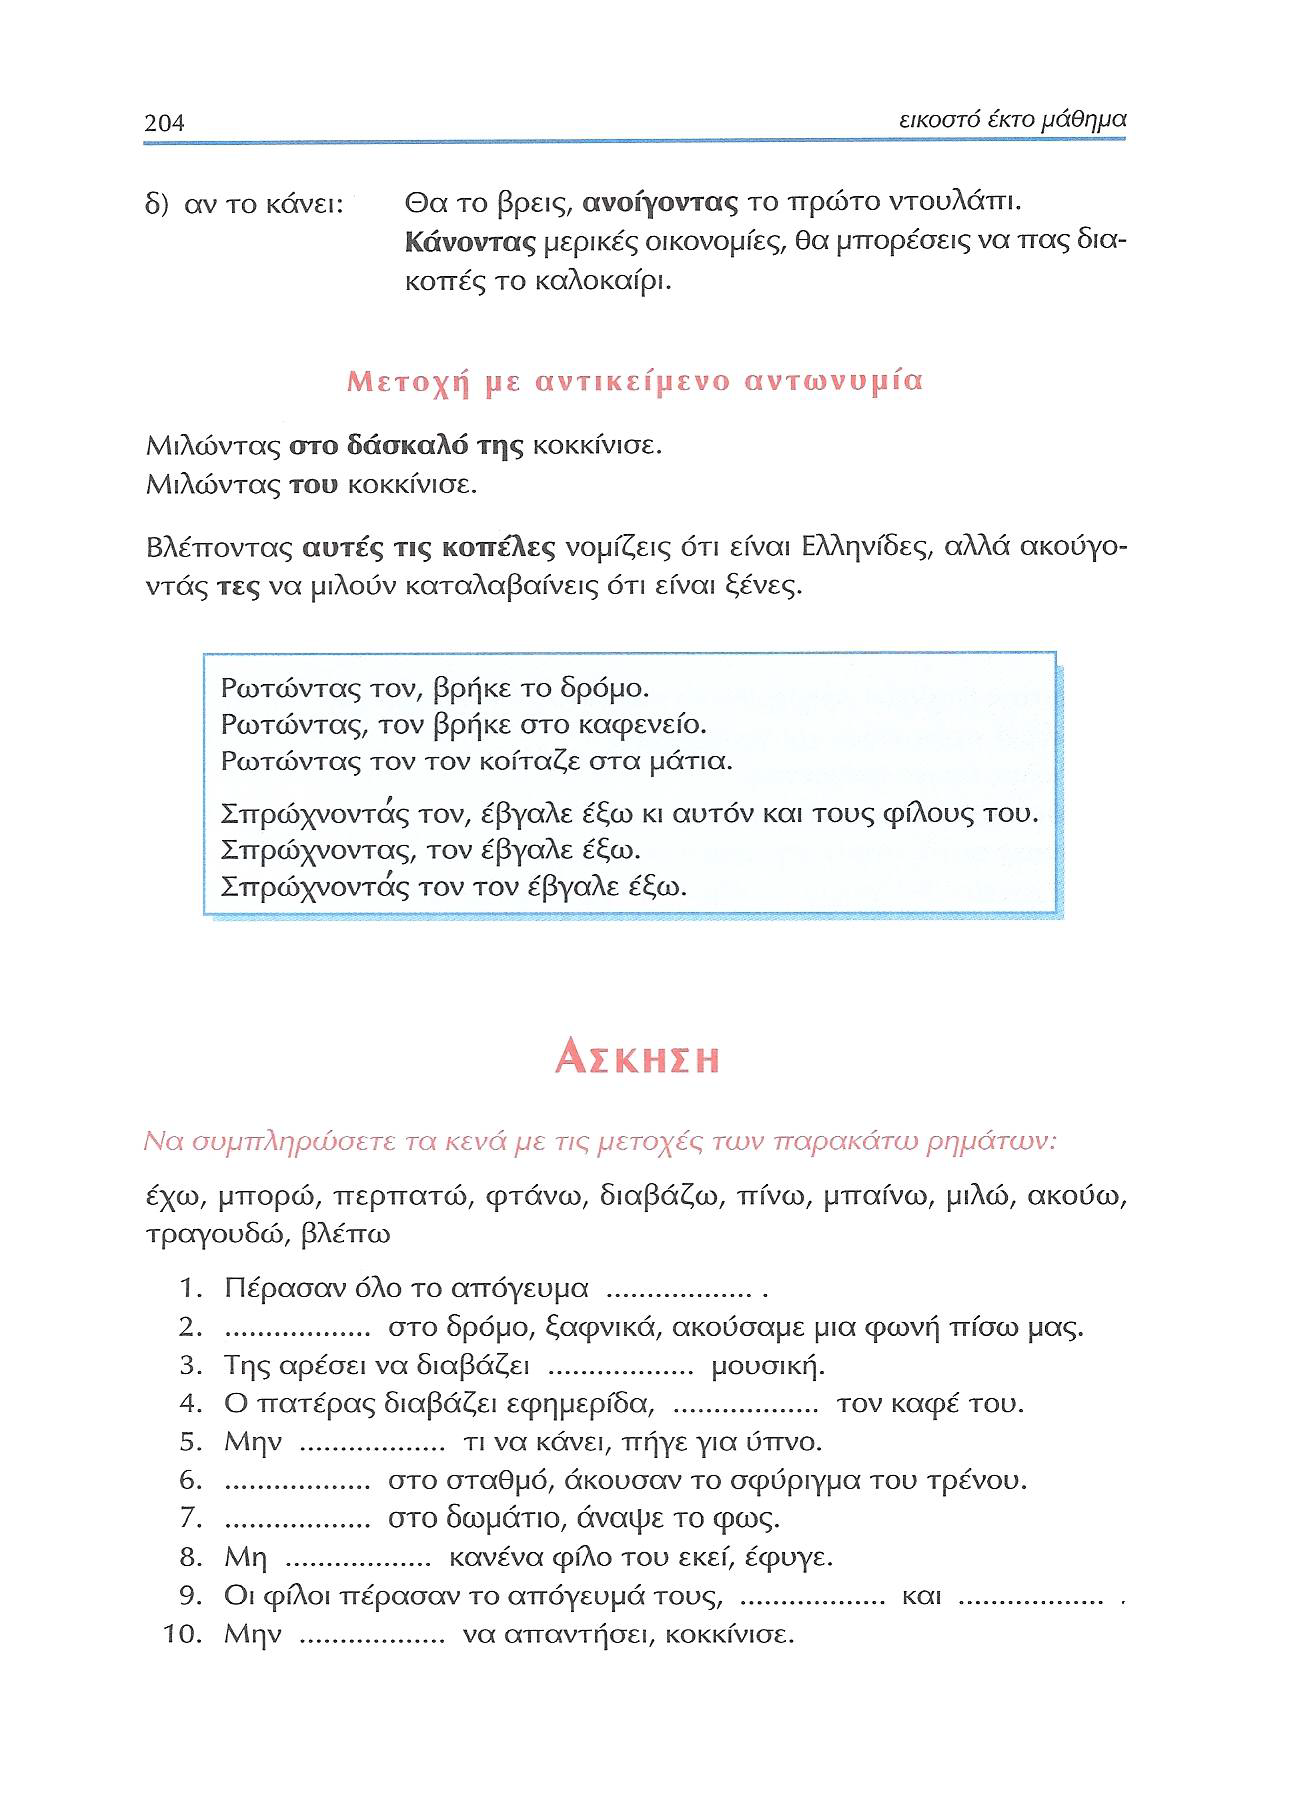 204 εικοστό έκτο μάθημα
δ) αν το κάνει: Θα το βρεις, ανοίγοντας το πρώτο ντουλάπι.
Κάνοντας μερικές οικονομίες, θα μπορέσεις να πας δια-
κοπές το καλοκαίρι.
Μετοχή με αντικείμενο αντωνυμία
Μιλώντας στο δάσκαλό της κοκκίνισε.
Μιλώντας του κοκκίνισε.
Βλέποντας αυτές τις κοπέλες νομίζεις ότι είναι Ελληνίδες, αλλά ακούγο-
ντάς τες να μιλούν καταλαβαίνεις ότι είναι ξένες.
Ρωτώντας τον, βρήκε το δρόμο.
Ρωτώντας, τον βρήκε στο καφενείο.
Ρωτώντας τον τον κοίταζε στα μάτια.
Σπρώχνοντάς τον, έβγαλε έξω κι αυτόν και τους φίλους του.
Σπρώχνοντας, τον έβγαλε έξω.
Σπρώχνοντάς τον τον έβγαλε έξω.
Ασκηση
Να συμπληρώσετε τα κενά με τις μετοχές των παρακάτω ρημάτων:
έχω, μπορώ, περπατώ, φτάνω, διαβάζω, πίνω, μπαίνω, μιλώ, ακούω,
τραγουδώ, βλέπω
1. Πέρασαν όλο το απόγευμα .................. .
2. .................. στο δρόμο, ξαφνικά, ακούσαμε μια φωνή πίσω μας.
3. Της αρέσει να διαβάζει .................. μουσική.
4. Ο πατέρας διαβάζει εφημερίδα, .................. τον καφέ του.
5. Μην .................. τι να κάνει, πήγε για ύπνο.
6. .................. στο σταθμό, άκουσαν το σφύριγμα του τρένου.
7. .................. στο δωμάτιο, άναψε το φως.
8. Μη .................. κανένα φίλο του εκεί, έφυγε.
9. Οι φίλοι πέρασαν το απόγευμά τους, .................. και .................. .
10. Μην .................. να απαντήσει, κοκκίνισε.